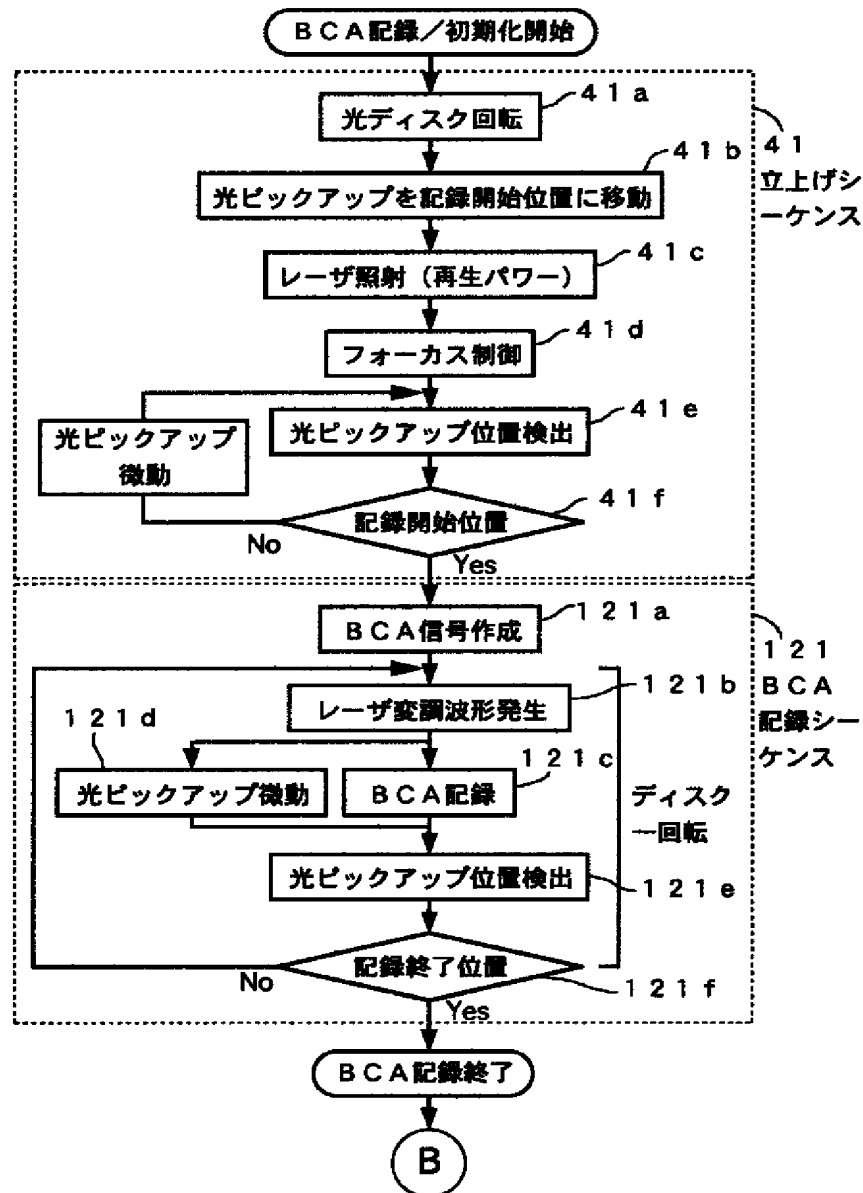 BCA記録/初期化開始
41a
光ディスク回転
41b
光ピックアップを記録開始位置に移動
41
立上げシ
ーケンス
41c
レーザ照射(再生パワー)
41d
フォーカス制御
41e
光ピックアップ位置検出
光ピックアップ
微動
41f
記録開始位置
No
Yes
121a
BCA信号作成
121
BCA
記録シー
ケンス
121b
レーザ変調波形発生
121d
121c
光ピックアップ微動
BCA記録
ディスク
一回転
光ピックアップ位置検出
121e
記録終了位置
No
121f
Yes
BCA記録終了
B